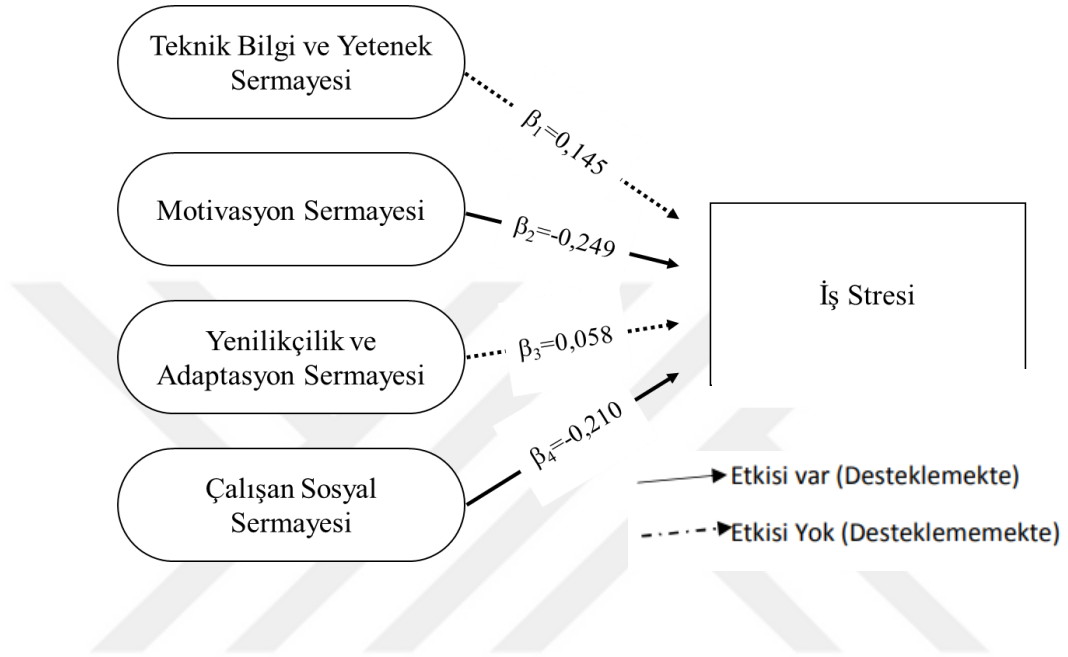 Teknik Bilgi ve Yetenek
Sermayesi
β₁=0,145
Motivasyon Sermayesi
β₂=-0,249
İş Stresi
Yenilikçilik ve
Adaptasyon Sermayesi
β₃=0,058
Çalışan Sosyal
Sermayesi
β₄=-0,210
Etkisi var (Desteklemekte)
Etkisi Yok (Desteklememekte)